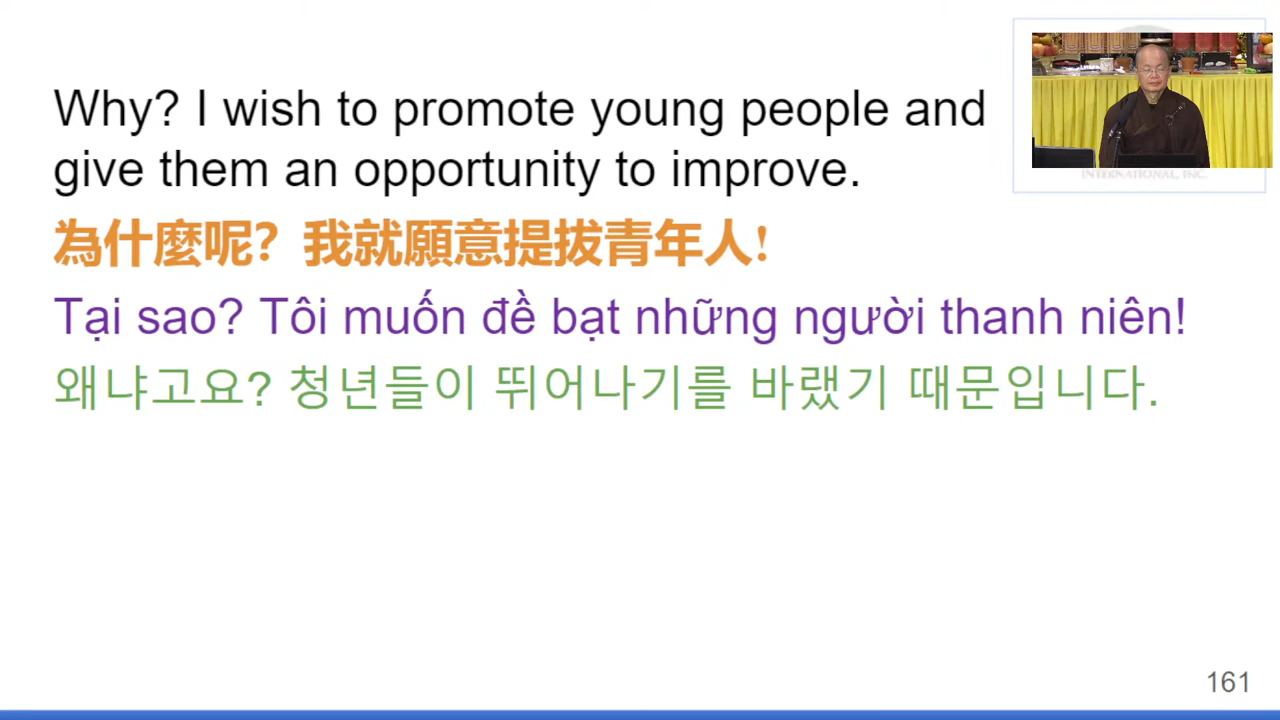 Why? I wish to promote young people and
give them an opportunity to improve.
為什麼呢? 我就願意提拔青年人!
Tại sao? Tôi muốn đề bạt những người thanh niên!
왜냐고요? 청년들이 뛰어나기를 바랬기 때문입니다.
INTERNATIONAL, INC.
161